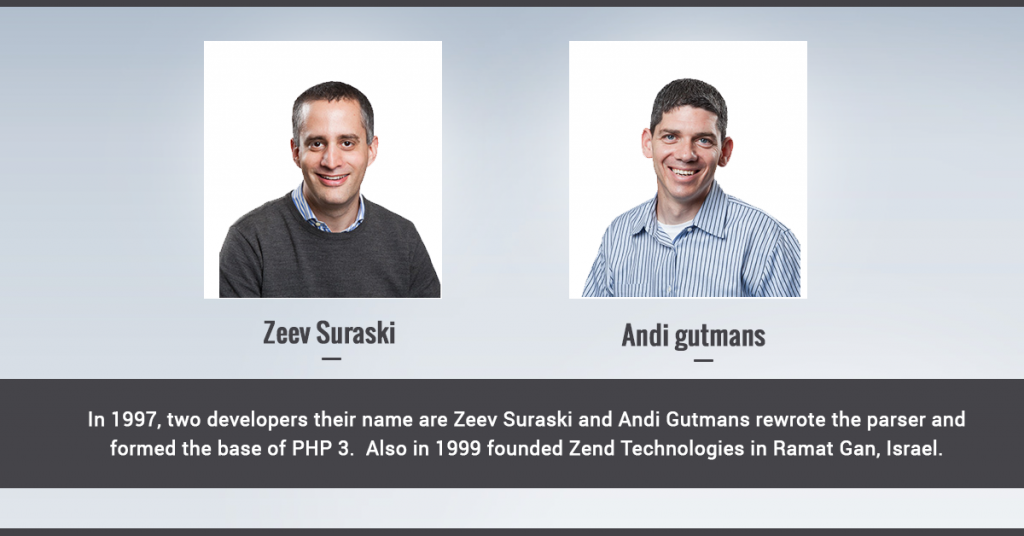 Zeev Suraski
Andi gutmans
In 1997, two developers their name are Zeev Suraski and Andi Gutmans rewrote the parser and
formed the base of PHP 3.  Also in 1999 founded Zend Technologies in Ramat Gan, Israel.